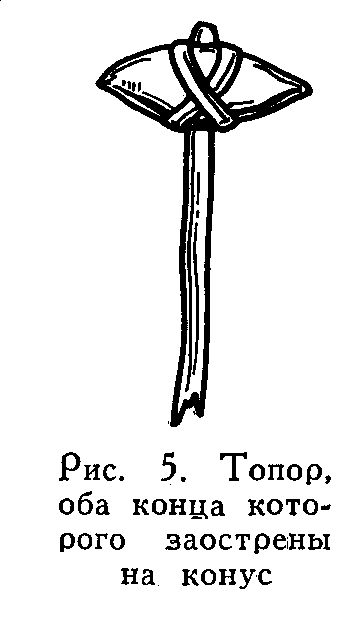 Рис. 5. Топор,
оба конца кото-
рого заострены
на конус